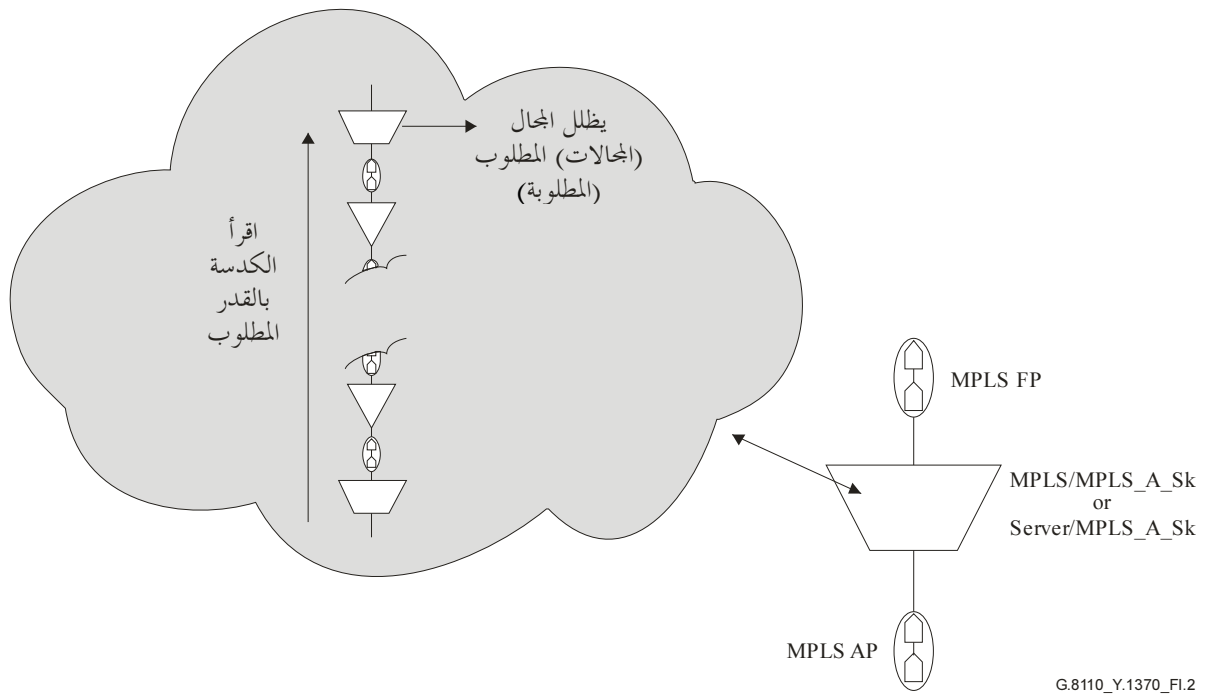 يظلل المجال
(المجالات) المطلوب
(المطلوبة)
اقرأ
الكدسة
بالقدر
المطلوب
MPLS FP
MPLS/MPLS_A_Sk
or
Server/MPLS_A_Sk
MPLS AP
G.8110_Y.1370_FI.2